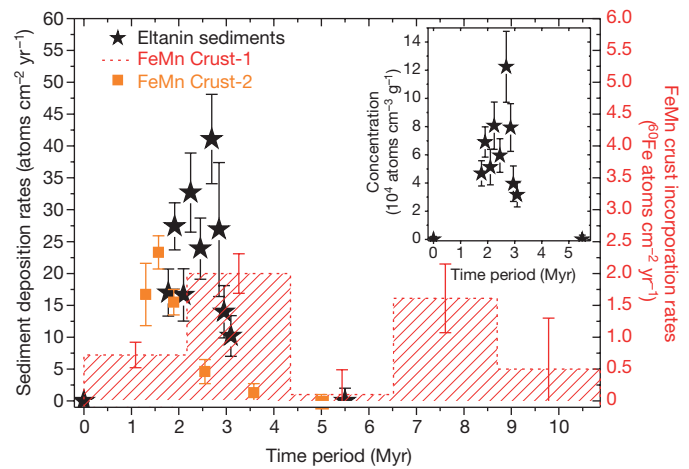 Eltanin sediments
FeMn Crust-1
FeMn Crust-2
Sediment deposition rates (atoms cm⁻² yr⁻¹)
60
55
50
45
40
35
30
25
20
15
10
5
0
0 1 2 3 4 5 6 7 8 9 10
Time period (Myr)
6.0
5.5
5.0
4.5
4.0
3.5
3.0
2.5
2.0
1.5
1.0
0.5
0.0
FeMn crust incorporation rates
(⁶⁰Fe atoms cm⁻² yr⁻¹)
Concentration
(10⁴ atoms cm⁻³ g⁻¹)
14
12
10
8
6
4
2
0
0 1 2 3 4 5
Time period (Myr)